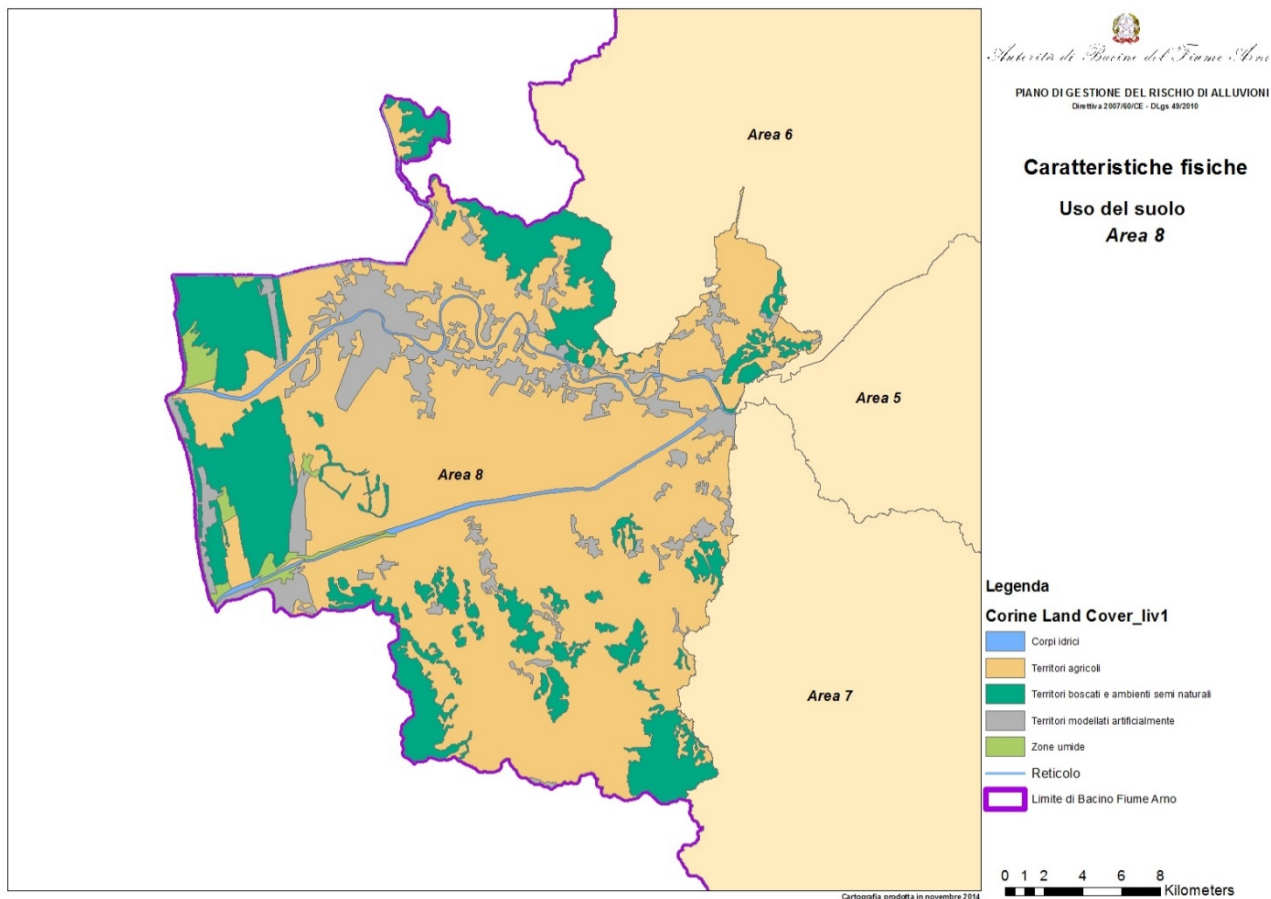 Autorità di Bacino del Fiume Arno
PIANO DI GESTIONE DEL RISCHIO DI ALLUVIONI
Direttiva 2007/60/CE - DLgs 49/2010
Caratteristiche fisiche
Uso del suolo
Area 8
Area 6
Area 5
Area 8
Area 7
Legenda
Corine Land Cover_liv1
Corpi idrici
Territori agricoli
Territori boscati e ambienti semi naturali
Territori modellati artificialmente
Zone umide
Reticolo
Limite di Bacino Fiume Arno
0 1 2 4 6 8
Kilometers
Cartografia prodotta in novembre 2014